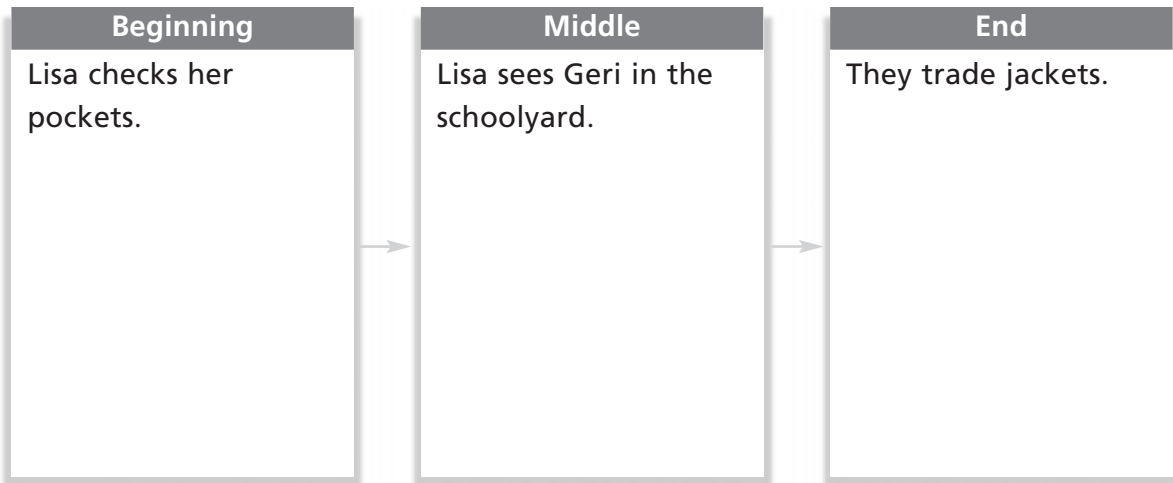 Beginning
Lisa checks her
pockets.
Middle
Lisa sees Geri in the
schoolyard.
End
They trade jackets.